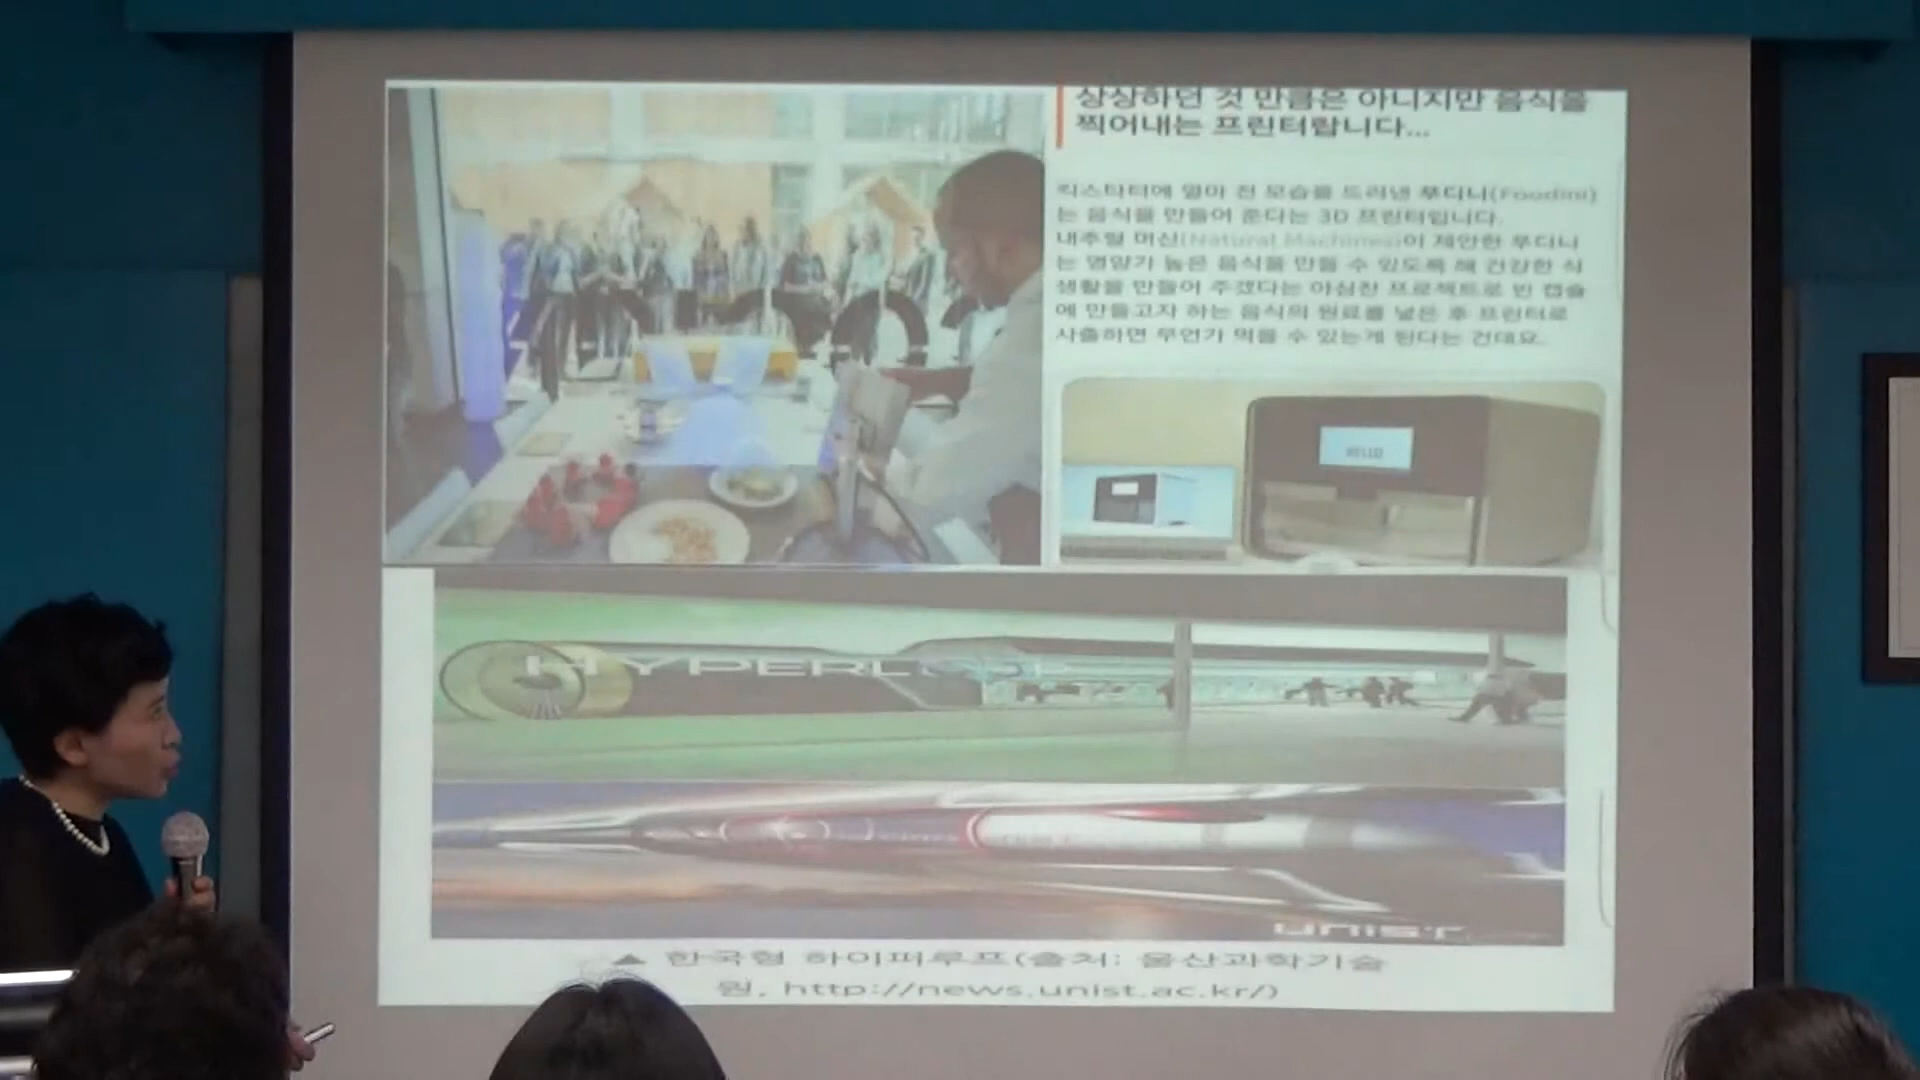 상상하던 것 만큼은 아니지만 음식을
찍어내는 프린터랍니다...
킥스타터에 얼마 전 모습을 드러낸 푸디니(Foodini)
는 음식을 만들어 준다는 3D 프린터입니다.
내추럴 머신(Natural Machines)이 제안한 푸디니
는 영양가 높은 음식을 만들 수 있도록 해 건강한 식
생활을 만들어 주겠다는 야심찬 프로젝트로 빈 캡슐
에 만들고자 하는 음식의 원료를 넣은 후 프린터로
사출하면 무언가 먹을 수 있는게 된다는 건데요.
HYPERLOOP
UNIST
▲ 한국형 하이퍼루프(출처: 울산과학기술
원, http://news.unist.ac.kr/)